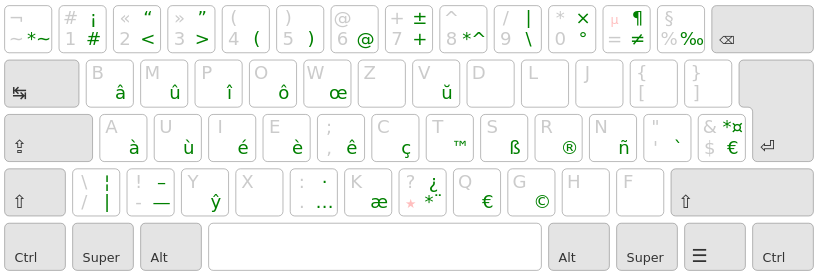 ¬ # ¡ « “ » ” ( ) @ + ± ^ / | * × µ ¶ §
~ *~ 1 # 2 < 3 > 4 ( 5 ) 6 @ 7 + 8 *^ 9 \ 0 ° = ≠ % ‰ ⌫
B M P O W Z V D L J { }
↹ â û î ô œ ŭ [ ]
A U I E ; C T S R N " & *¤
⇪ à ù é è , ê ç ™ ß ® ñ ' ` $ € ⏎
\ ¦ ! – Y X : · K ? ¿ Q G H F
⇧ / | - — ŷ . … æ ★ *¨ € © ⇧
Ctrl Super Alt Alt Super ☰ Ctrl